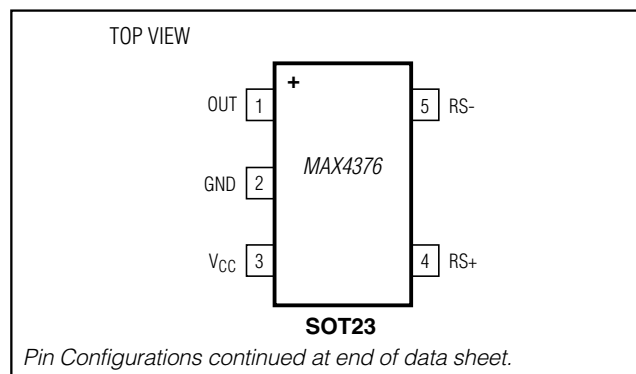 TOP VIEW
+
OUT 1
5 RS-
MAX4376
GND 2
VCC 3
4 RS+
SOT23
Pin Configurations continued at end of data sheet.